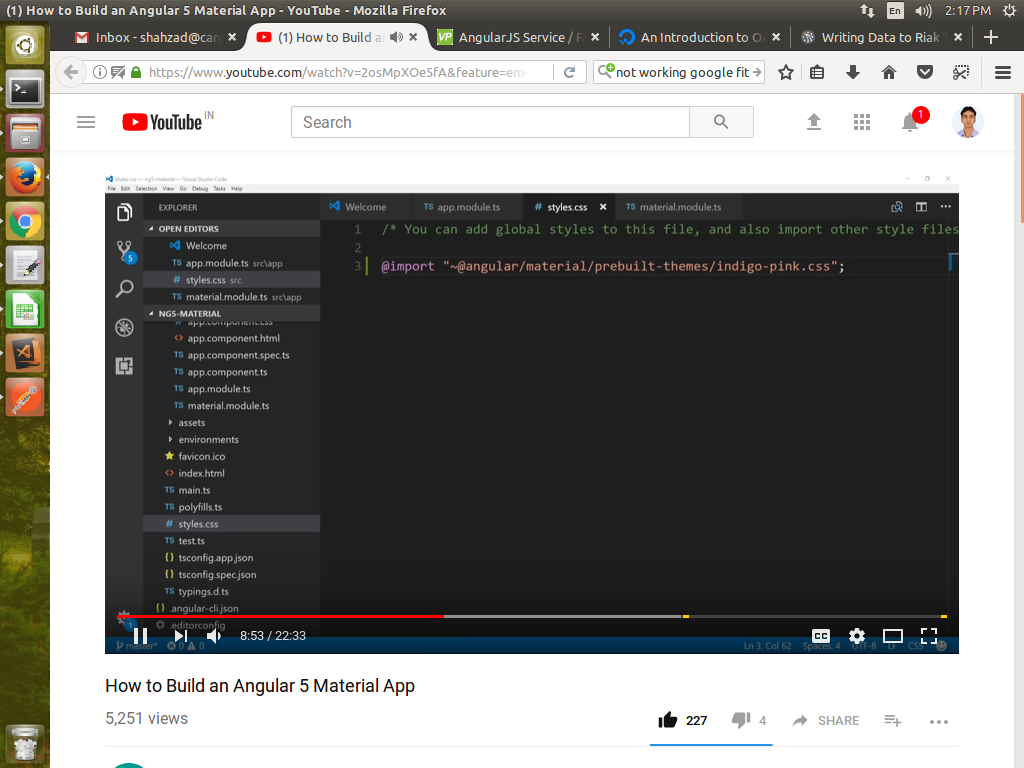 (1) How to Build an Angular 5 Material App - YouTube - Mozilla Firefox
En
2:17 PM
Inbox - shahzad@can
(1) How to Build a
AngularJS Service / F
An Introduction to OA
Writing Data to Riak T
https://www.youtube.com/watch?v=2osMpXOe5fA&feature=em-
not working google fit
YouTube IN
Search
1
styles.css — ng5-material — Visual Studio Code
File Edit Selection View Go Debug Tasks Help
EXPLORER
Welcome
TS app.module.ts
# styles.css
TS material.module.ts
OPEN EDITORS
Welcome
TS app.module.ts src\app
# styles.css src
TS material.module.ts src\app
NG5-MATERIAL
# app.component.css
<> app.component.html
TS app.component.spec.ts
TS app.component.ts
TS app.module.ts
TS material.module.ts
assets
environments
favicon.ico
<> index.html
TS main.ts
TS polyfills.ts
# styles.css
TS test.ts
{ } tsconfig.app.json
{ } tsconfig.spec.json
TS typings.d.ts
{ } .angular-cli.json
.editorconfig
5
1
1 /* You can add global styles to this file, and also import other style files
2
3 @import "~@angular/material/prebuilt-themes/indigo-pink.css";
8:53 / 22:33
CC
master* 0 0
Ln 3, Col 62 Spaces: 4 UTF-8 LF CSS
How to Build an Angular 5 Material App
5,251 views
227
4
SHARE